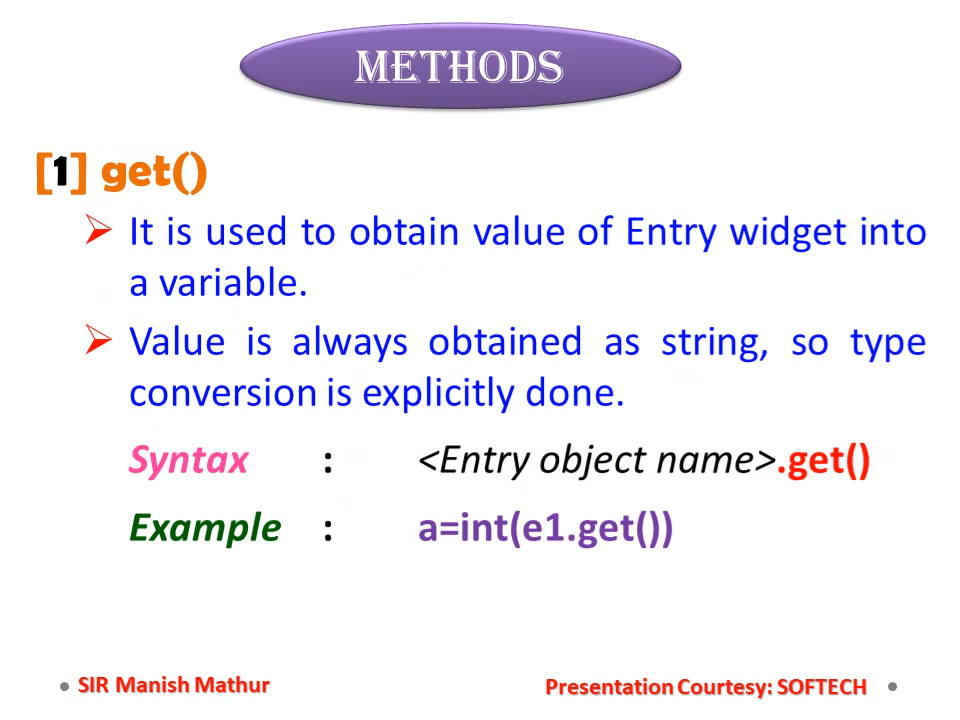 METHODS
[1] get()
It is used to obtain value of Entry widget into
a variable.
Value is always obtained as string, so type
conversion is explicitly done.
Syntax : <Entry object name>.get()
Example : a=int(e1.get())
SIR Manish Mathur
Presentation Courtesy: SOFTECH